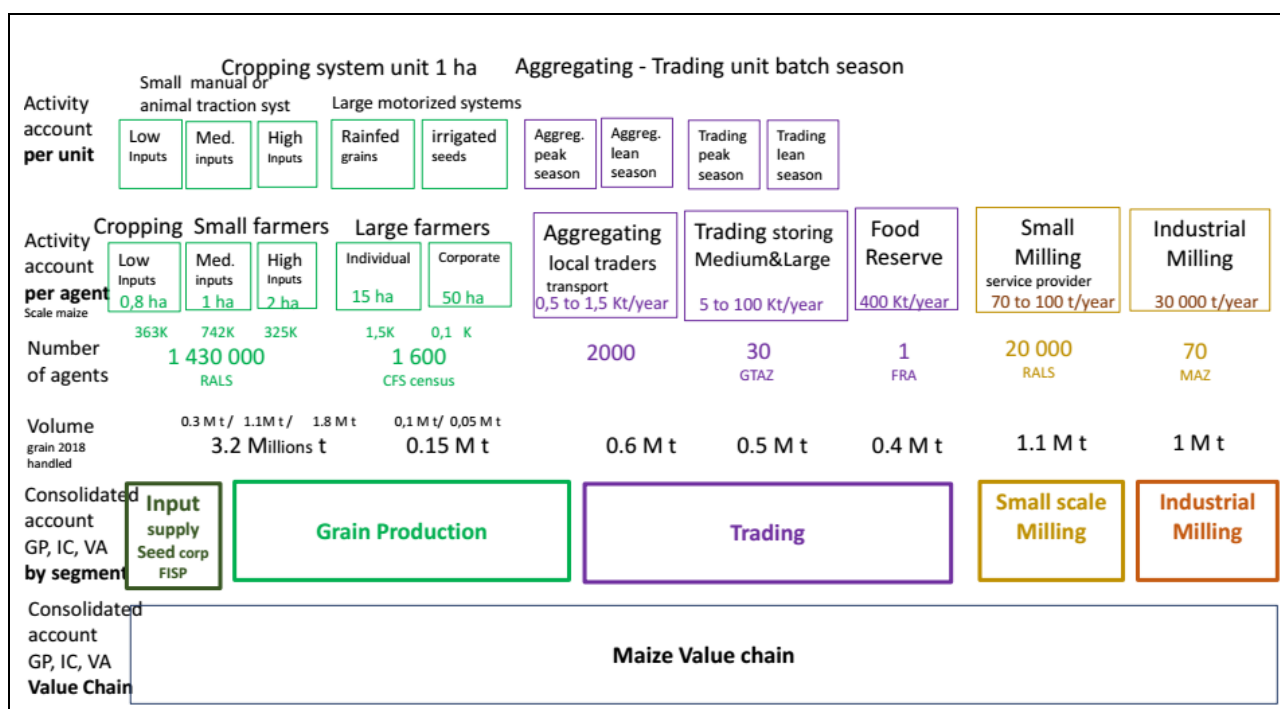 Cropping system unit 1 ha
Aggregating - Trading unit batch season
Small manual or
animal traction syst
Large motorized systems
Activity
account
per unit
Low
Inputs
Med.
inputs
High
Inputs
Rainfed
grains
irrigated
seeds
Aggreg.
peak
season
Aggreg.
lean
season
Trading
peak
season
Trading
lean
season
Activity
account
per agent
Scale maize
Cropping Small farmers
Large farmers
Low
Inputs
0,8 ha
Med.
inputs
1 ha
High
Inputs
2 ha
Individual
15 ha
Corporate
50 ha
Aggregating
local traders
transport
0,5 to 1,5 Kt/year
Trading storing
Medium&Large
5 to 100 Kt/year
Food
Reserve
400 Kt/year
Small
Milling
service provider
70 to 100 t/year
Industrial
Milling
30 000 t/year
363K 742K 325K 1,5K 0,1 K
Number
of agents
1 430 000
RALS
1 600
CFS census
2000
30
GTAZ
1
FRA
20 000
RALS
70
MAZ
Volume
grain 2018
handled
0.3 M t / 1.1M t / 1.8 M t
3.2 Millions t
0,1 M t/ 0,05 M t
0.15 M t
0.6 M t
0.5 M t
0.4 M t
1.1 M t
1 M t
Consolidated
account
GP, IC, VA
by segment
Input
supply
Seed corp
FISP
Grain Production
Trading
Small scale
Milling
Industrial
Milling
Consolidated
account
GP, IC, VA
Value Chain
Maize Value chain